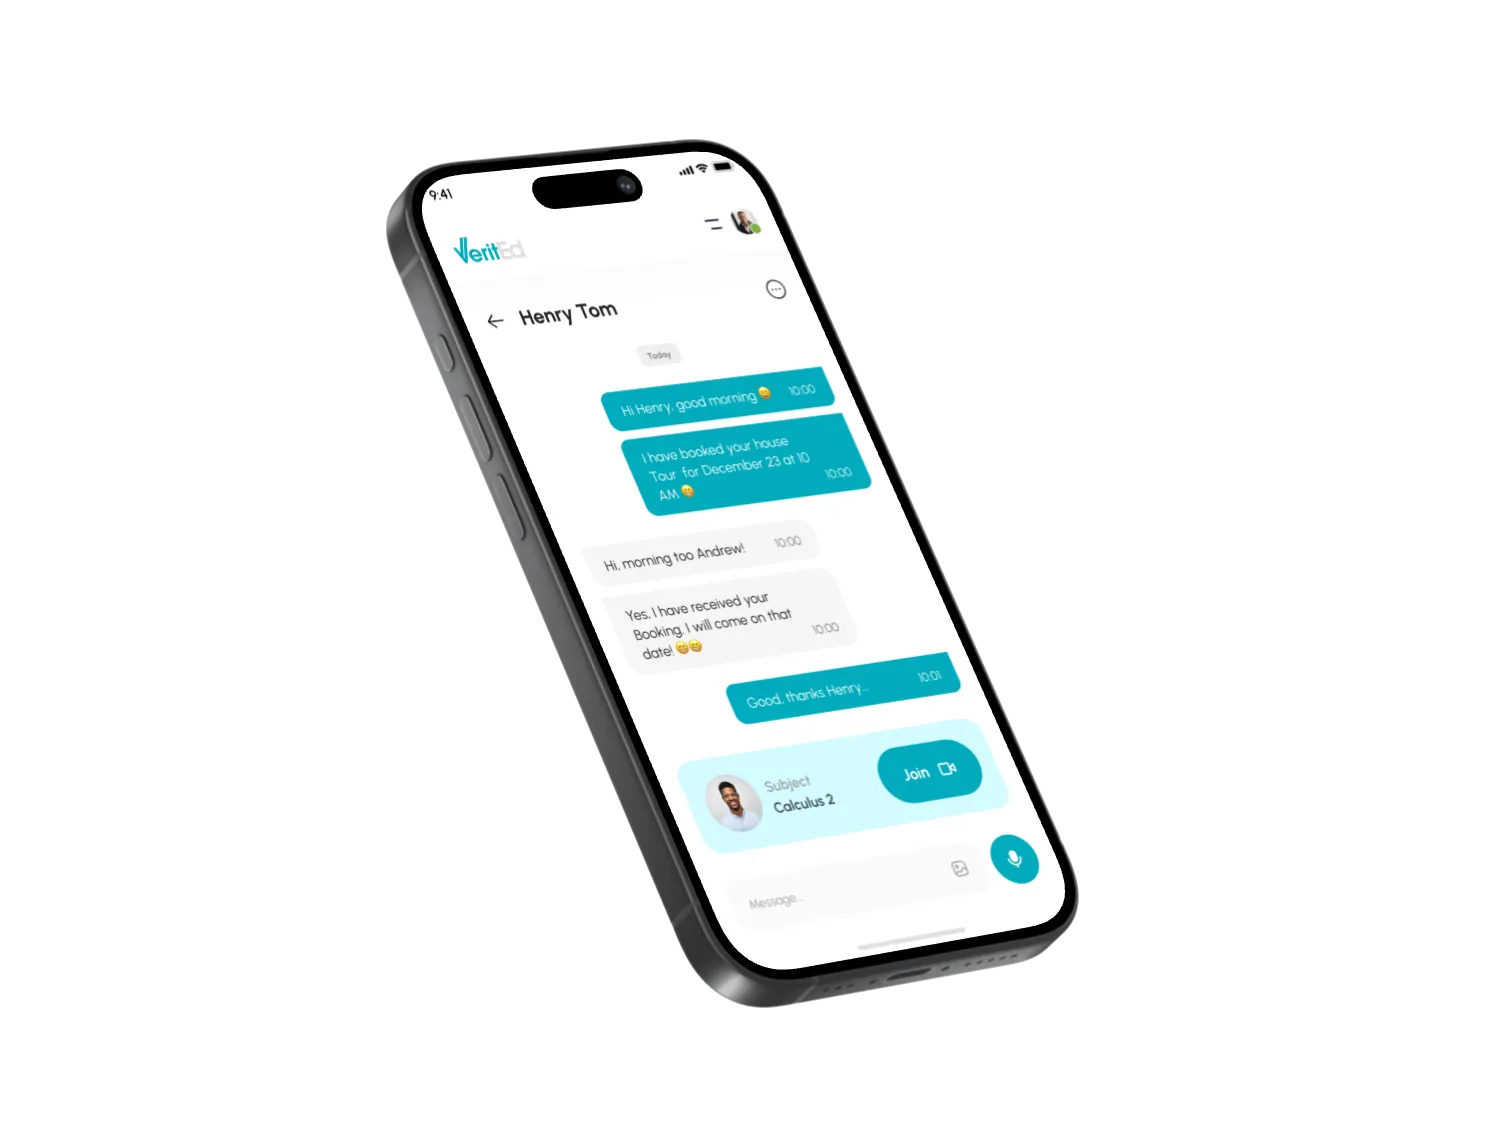 9:41
VeritEd
Henry Tom
Today
Hi Henry, good morning 😄 10:00
I have booked your house
Tour for December 23 at 10
AM 😁 10:00
Hi, morning too Andrew! 10:00
Yes, I have received your
Booking. I will come on that
date! 😁😁 10:00
Good, thanks Henry... 10:01
Subject
Calculus 2
Join
Message...